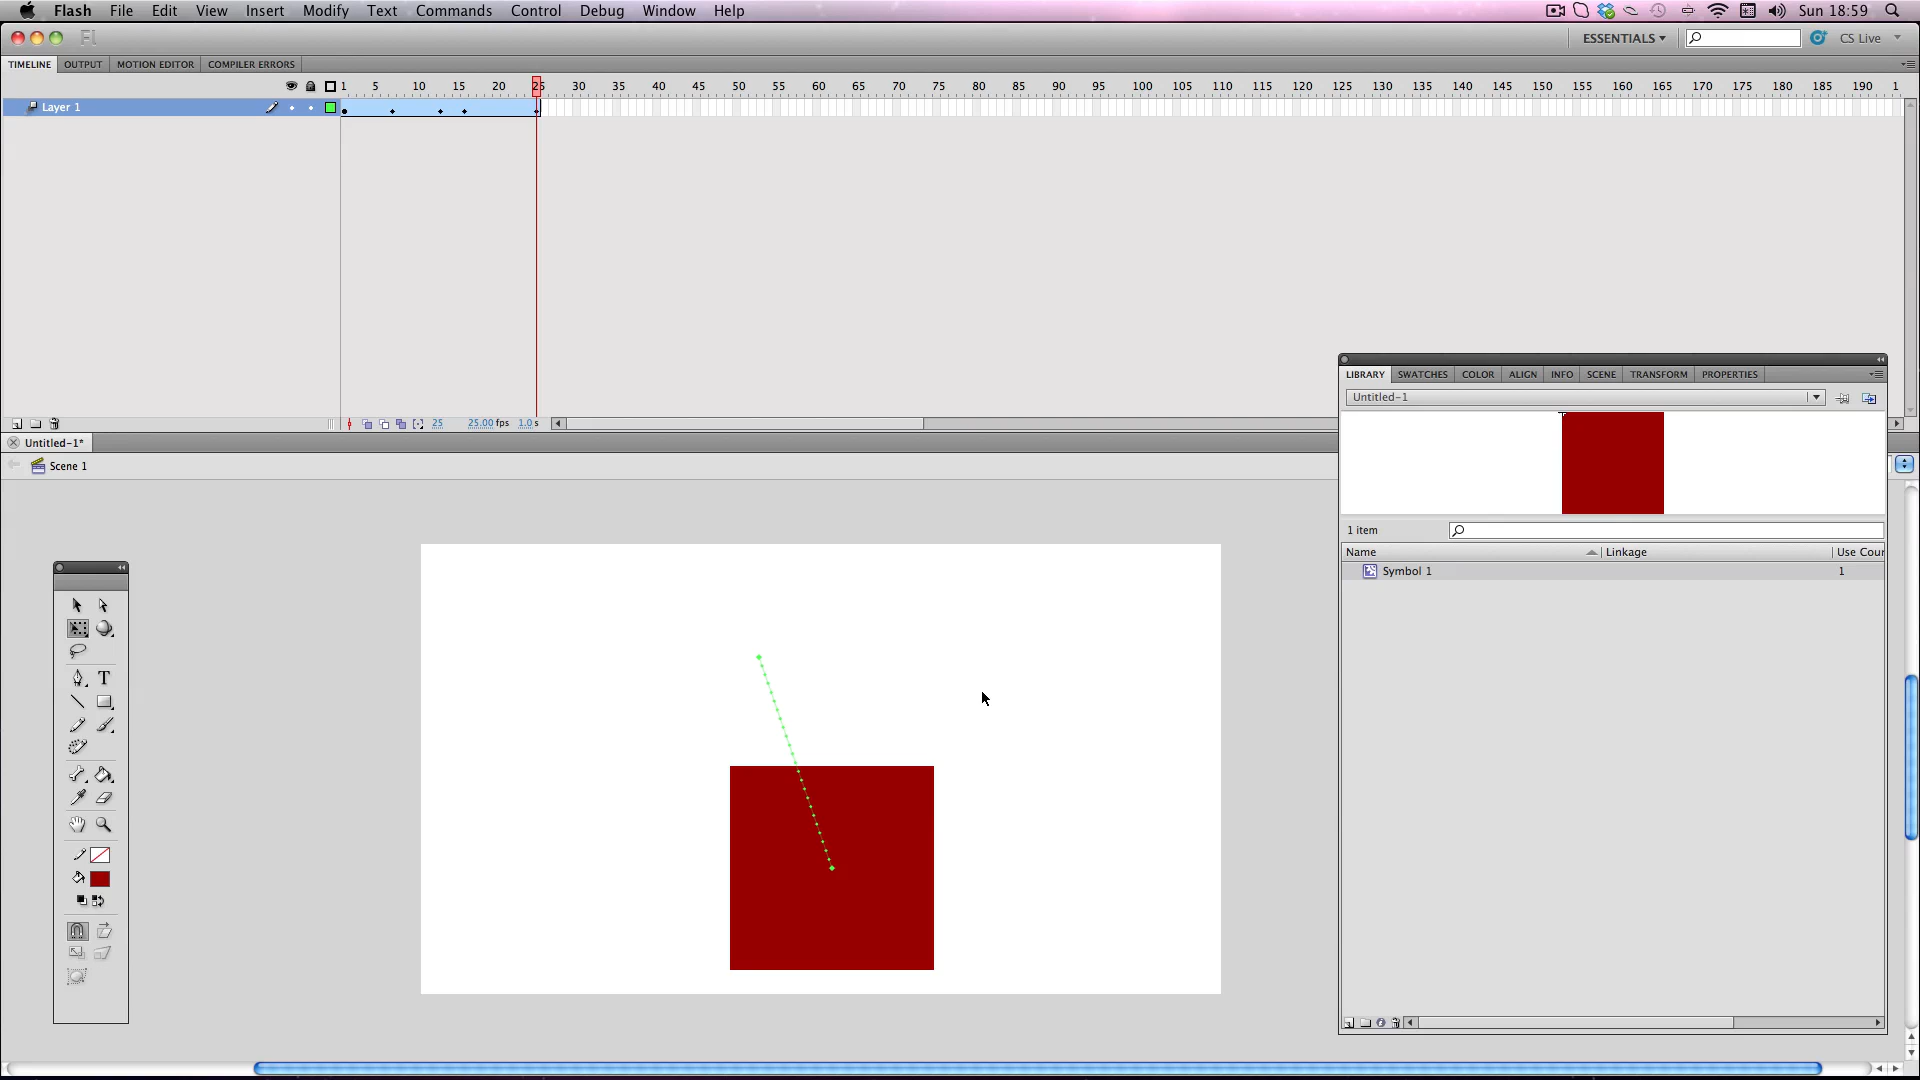 Flash File Edit View Insert Modify Text Commands Control Debug Window Help Sun 18:59
Fl ESSENTIALS CS Live
TIMELINE OUTPUT MOTION EDITOR COMPILER ERRORS
1 5 10 15 20 25 30 35 40 45 50 55 60 65 70 75 80 85 90 95 100 105 110 115 120 125 130 135 140 145 150 155 160 165 170 175 180 185 190 1
Layer 1
LIBRARY SWATCHES COLOR ALIGN INFO SCENE TRANSFORM PROPERTIES
Untitled-1
25 25.00 fps 1.0 s
Untitled-1*
Scene 1
1 item
Name Linkage Use Cour
Symbol 1 1
T